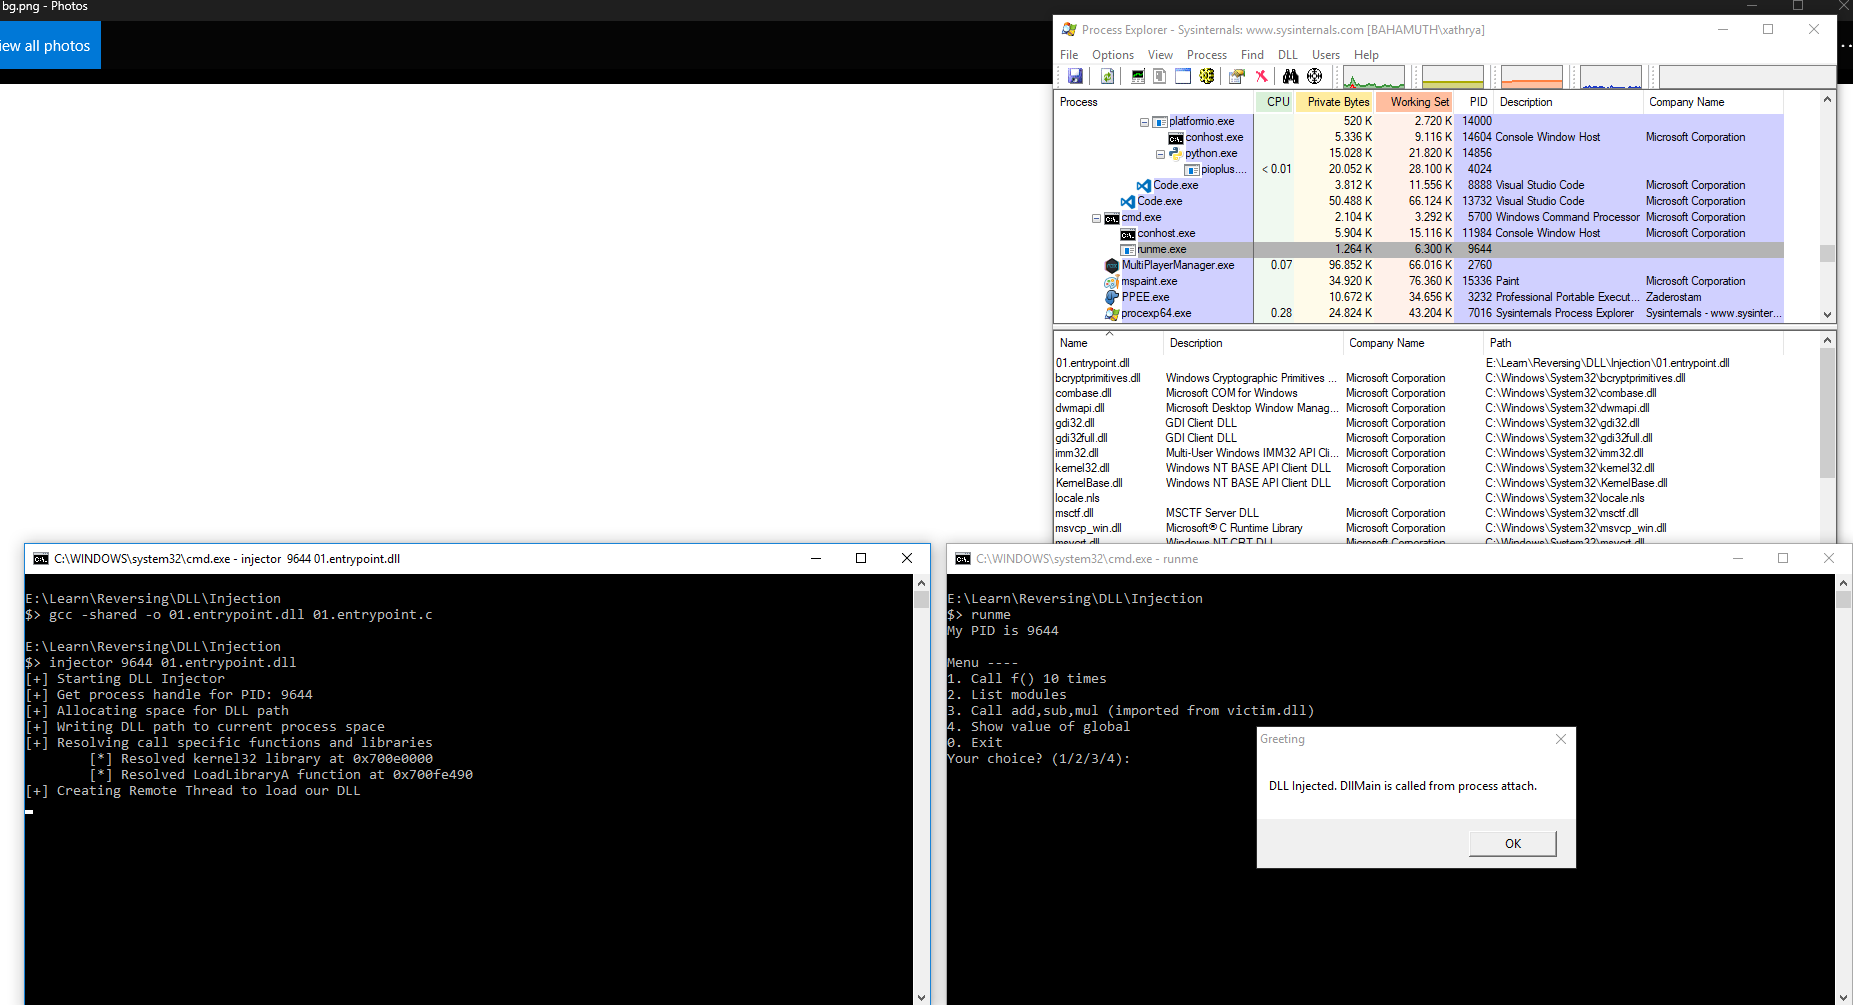 bg.png - Photos
iew all photos
Process Explorer - Sysinternals: www.sysinternals.com [BAHAMUTH\xathrya]
File Options View Process Find DLL Users Help
Process CPU Private Bytes Working Set PID Description Company Name
platformio.exe 520 K 2.720 K 14000
conhost.exe 5.336 K 9.116 K 14604 Console Window Host Microsoft Corporation
python.exe 15.028 K 21.820 K 14856
pioplus.... < 0.01 20.052 K 28.100 K 4024
Code.exe 3.812 K 11.556 K 8888 Visual Studio Code Microsoft Corporation
Code.exe 50.488 K 66.124 K 13732 Visual Studio Code Microsoft Corporation
cmd.exe 2.104 K 3.292 K 5700 Windows Command Processor Microsoft Corporation
conhost.exe 5.904 K 15.116 K 11984 Console Window Host Microsoft Corporation
runme.exe 1.264 K 6.300 K 9644
MultiPlayerManager.exe 0.07 96.852 K 66.016 K 2760
mspaint.exe 34.920 K 76.360 K 15336 Paint Microsoft Corporation
PPEE.exe 10.672 K 34.656 K 3232 Professional Portable Execut... Zaderostam
procexp64.exe 0.28 24.824 K 43.204 K 7016 Sysinternals Process Explorer Sysinternals - www.sysinter...
Name Description Company Name Path
01.entrypoint.dll E:\Learn\Reversing\DLL\Injection\01.entrypoint.dll
bcryptprimitives.dll Windows Cryptographic Primitives ... Microsoft Corporation C:\Windows\System32\bcryptprimitives.dll
combase.dll Microsoft COM for Windows Microsoft Corporation C:\Windows\System32\combase.dll
dwmapi.dll Microsoft Desktop Window Manag... Microsoft Corporation C:\Windows\System32\dwmapi.dll
gdi32.dll GDI Client DLL Microsoft Corporation C:\Windows\System32\gdi32.dll
gdi32full.dll GDI Client DLL Microsoft Corporation C:\Windows\System32\gdi32full.dll
imm32.dll Multi-User Windows IMM32 API Cli... Microsoft Corporation C:\Windows\System32\imm32.dll
kernel32.dll Windows NT BASE API Client DLL Microsoft Corporation C:\Windows\System32\kernel32.dll
KernelBase.dll Windows NT BASE API Client DLL Microsoft Corporation C:\Windows\System32\KernelBase.dll
locale.nls C:\Windows\System32\locale.nls
msctf.dll MSCTF Server DLL Microsoft Corporation C:\Windows\System32\msctf.dll
msvcp_win.dll Microsoft® C Runtime Library Microsoft Corporation C:\Windows\System32\msvcp_win.dll
msvcrt.dll Windows NT CRT DLL Microsoft Corporation C:\Windows\System32\msvcrt.dll
C:\WINDOWS\system32\cmd.exe - injector 9644 01.entrypoint.dll
E:\Learn\Reversing\DLL\Injection
$> gcc -shared -o 01.entrypoint.dll 01.entrypoint.c
E:\Learn\Reversing\DLL\Injection
$> injector 9644 01.entrypoint.dll
[+] Starting DLL Injector
[+] Get process handle for PID: 9644
[+] Allocating space for DLL path
[+] Writing DLL path to current process space
[+] Resolving call specific functions and libraries
[*] Resolved kernel32 library at 0x700e0000
[*] Resolved LoadLibraryA function at 0x700fe490
[+] Creating Remote Thread to load our DLL
C:\WINDOWS\system32\cmd.exe - runme
E:\Learn\Reversing\DLL\Injection
$> runme
My PID is 9644
Menu ----
1. Call f() 10 times
2. List modules
3. Call add,sub,mul (imported from victim.dll)
4. Show value of global
0. Exit
Your choice? (1/2/3/4):
Greeting
DLL Injected. DllMain is called from process attach.
OK